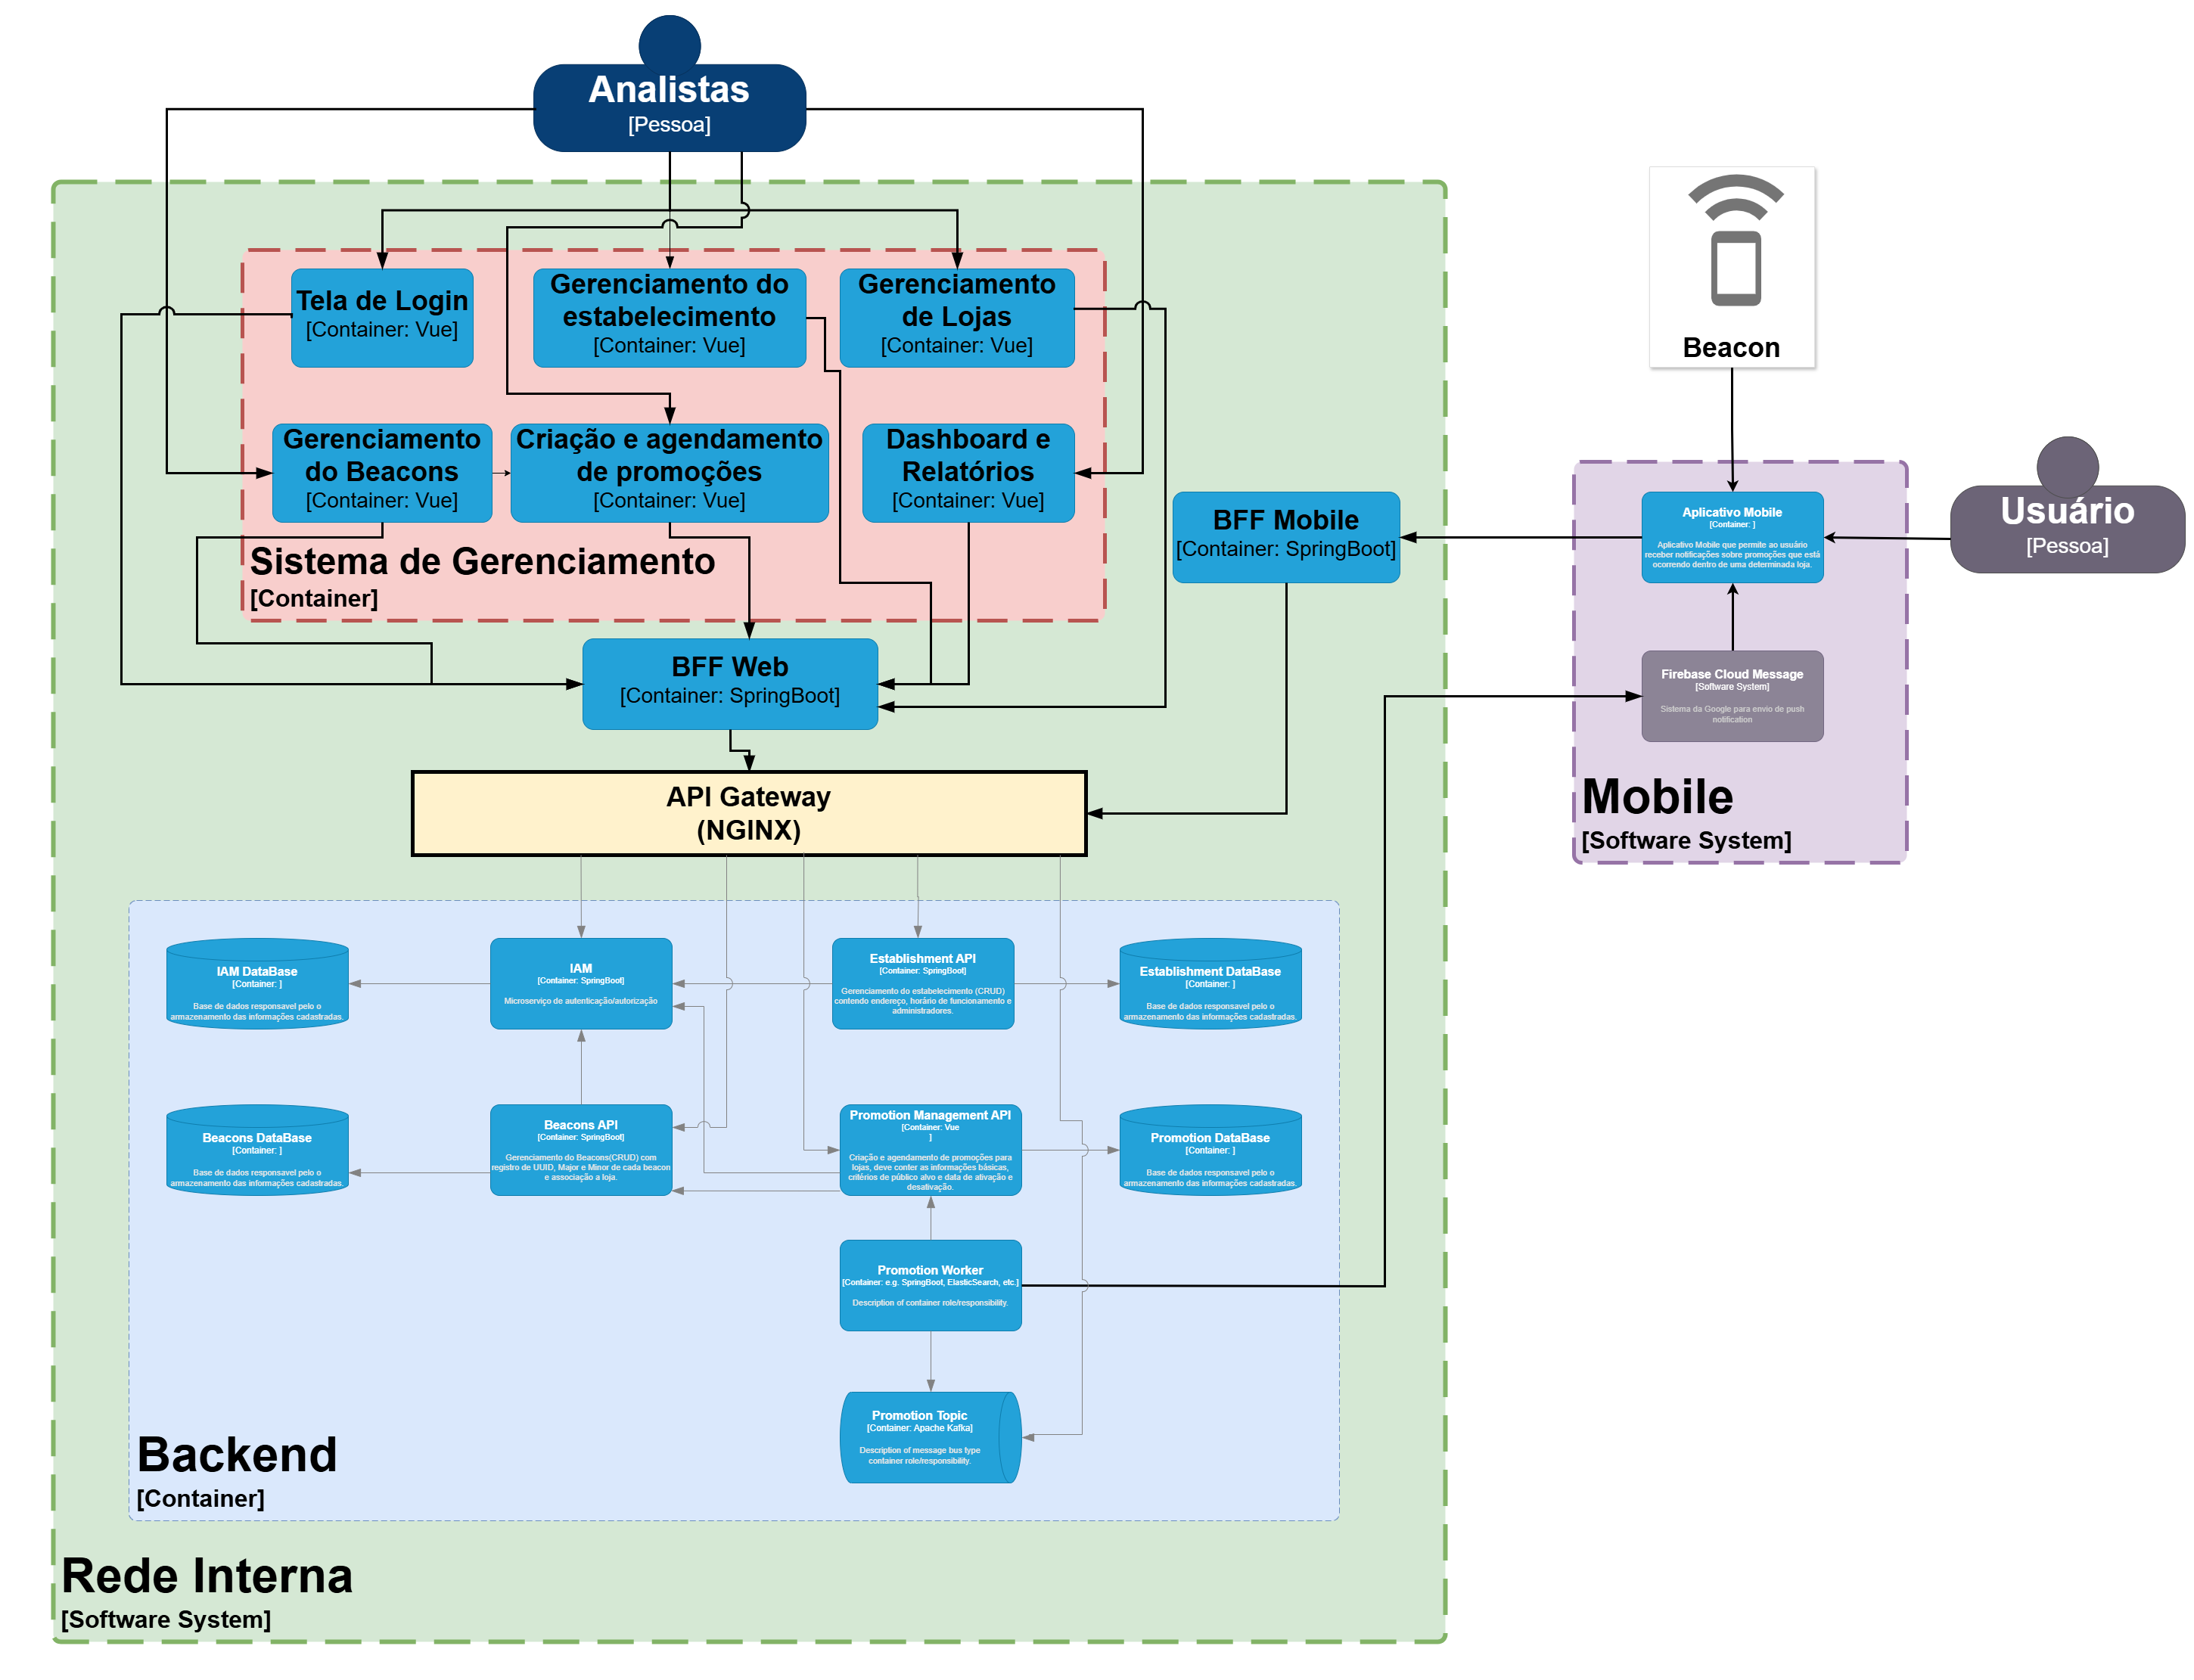 Analistas
[Pessoa]
Tela de Login
[Container: Vue]
Gerenciamento do
estabelecimento
[Container: Vue]
Gerenciamento
de Lojas
[Container: Vue]
Beacon
Gerenciamento
do Beacons
[Container: Vue]
Criação e agendamento
de promoções
[Container: Vue]
Dashboard e
Relatórios
[Container: Vue]
Sistema de Gerenciamento
[Container]
BFF Mobile
[Container: SpringBoot]
Aplicativo Mobile
[Container: ]
Aplicativo Mobile que permite ao usuário
receber notificações sobre promoções que está
ocorrendo dentro de uma determinada loja.
Usuário
[Pessoa]
BFF Web
[Container: SpringBoot]
Firebase Cloud Message
[Software System]
Sistema da Google para envio de push
notification
Mobile
[Software System]
API Gateway
(NGINX)
IAM DataBase
[Container: ]
Base de dados responsavel pelo o
armazenamento das informações cadastradas.
IAM
[Container: SpringBoot]
Microserviço de autenticação/autorização
Establishment API
[Container: SpringBoot]
Gerenciamento do estabelecimento (CRUD)
contendo endereço, horário de funcionamento e
administradores.
Establishment DataBase
[Container: ]
Base de dados responsavel pelo o
armazenamento das informações cadastradas.
Beacons DataBase
[Container: ]
Base de dados responsavel pelo o
armazenamento das informações cadastradas.
Beacons API
[Container: SpringBoot]
Gerenciamento do Beacons(CRUD) com
registro de UUID, Major e Minor de cada beacon
e associação a loja.
Promotion Management API
[Container: Vue
]
Criação e agendamento de promoções para
lojas, deve conter as informações básicas,
critérios de público alvo e data de ativação e
desativação.
Promotion DataBase
[Container: ]
Base de dados responsavel pelo o
armazenamento das informações cadastradas.
Promotion Worker
[Container: e.g. SpringBoot, ElasticSearch, etc.]
Description of container role/responsibility.
Promotion Topic
[Container: Apache Kafka]
Description of message bus type
container role/responsibility.
Backend
[Container]
Rede Interna
[Software System]